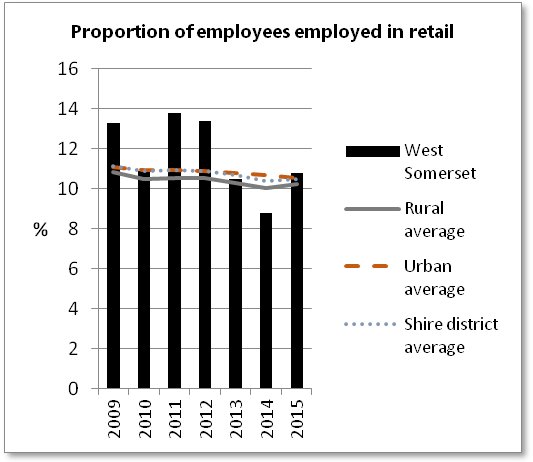 Proportion of employees employed in retail
16
14
12
10
8
6
4
2
0
%
2009
2010
2011
2012
2013
2014
2015
West
Somerset
Rural
average
Urban
average
Shire district
average